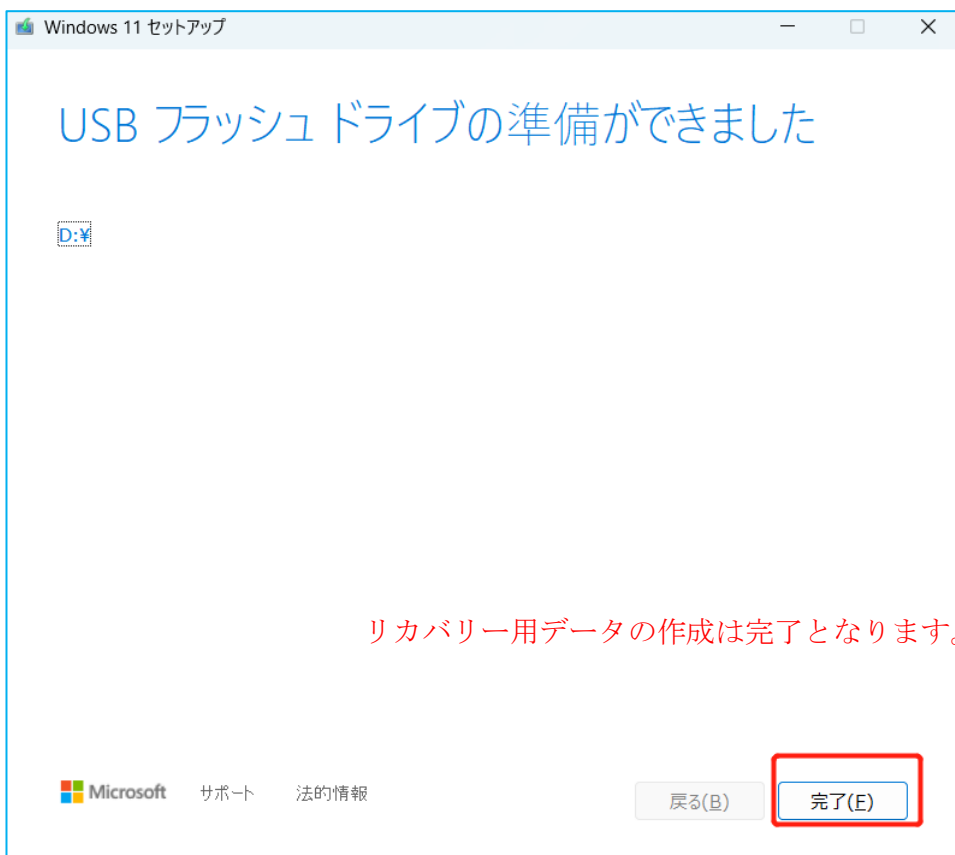 Windows 11 セットアップ
USB フラッシュ ドライブの準備ができました
D:¥
リカバリー用データの作成は完了となります。
Microsoft サポート 法的情報 戻る(B) 完了(F)